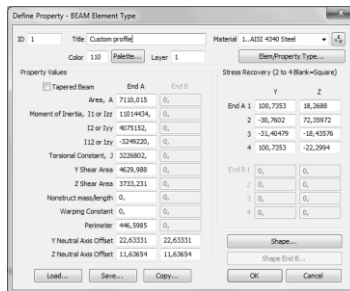 Define Property - BEAM Element Type
ID 1 Title Custom profile Material 1..AISI 4340 Steel
Color 110 Palette... Layer 1 Elem/Property Type...
Property Values
Tapered Beam End A End B
Area, A 7110,015 0,
Moment of Inertia, I1 or Izz 11014434, 0,
I2 or Iyy 4075152, 0,
I12 or Izy -3249220, 0,
Torsional Constant, J 3226802, 0,
Y Shear Area 4629,988 0,
Z Shear Area 3733,231 0,
Nonstruct mass/length 0, 0,
Warping Constant 0, 0,
Perimeter 446,5985 0,
Y Neutral Axis Offset 22,63331 22,63331
Z Neutral Axis Offset 11,63654 11,63654
Stress Recovery (2 to 4 Blank=Square)
Y Z
End A 1 100,7353 18,2688
2 -30,7602 72,35972
3 -31,40479 -18,43576
4 100,7353 -22,2994
End B 1 0, 0,
2 0, 0,
3 0, 0,
4 0, 0,
Shape...
Shape End B...
Load... Save... Copy... OK Cancel